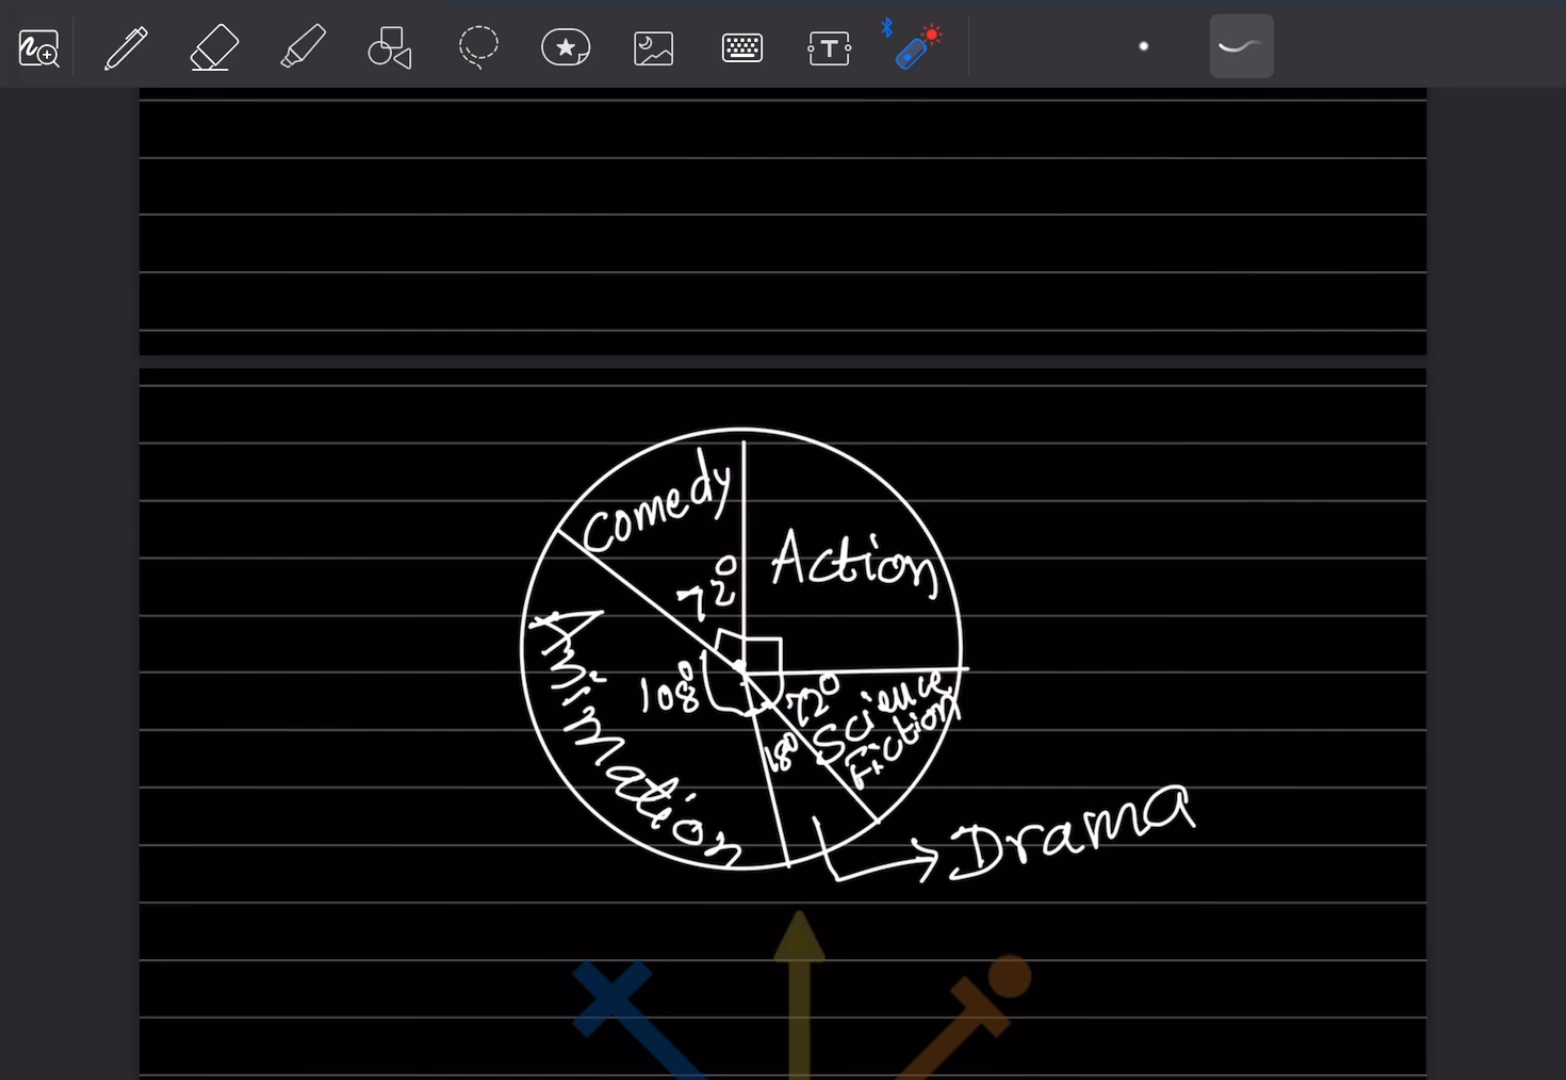 Comedy
72°
Action
Animation
108°
72°
Science
Fiction
18°
Drama